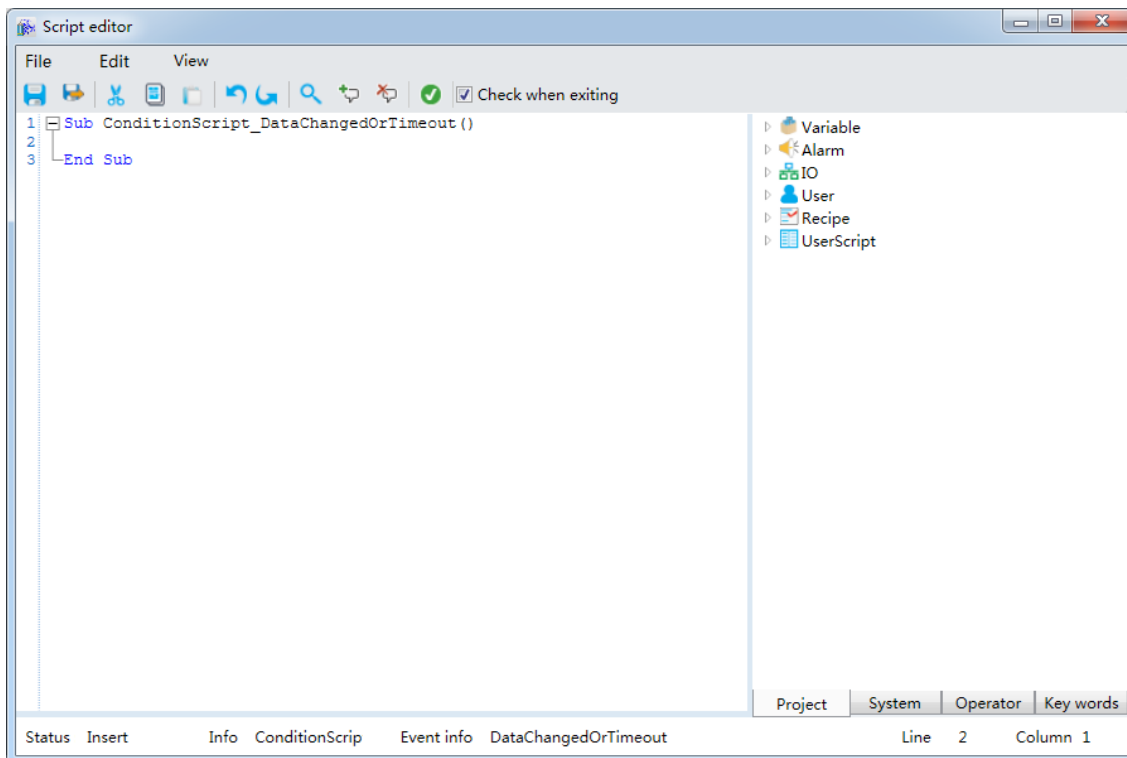 Script editor
File Edit View
Check when exiting
1 Sub ConditionScript_DataChangedOrTimeout()
2
3 End Sub
Variable
Alarm
IO
User
Recipe
UserScript
Project System Operator Key words
Status Insert Info ConditionScrip Event info DataChangedOrTimeout Line 2 Column 1